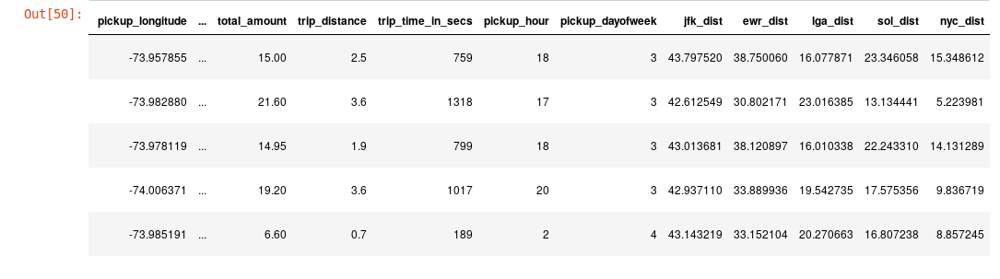 Out[50]:
pickup_longitude ... total_amount trip_distance trip_time_in_secs pickup_hour pickup_dayofweek jfk_dist ewr_dist lga_dist sol_dist nyc_dist
-73.957855 ... 15.00 2.5 759 18 3 43.797520 38.750060 16.077871 23.346058 15.348612
-73.982880 ... 21.60 3.6 1318 17 3 42.612549 30.802171 23.016385 13.134441 5.223981
-73.978119 ... 14.95 1.9 799 18 3 43.013681 38.120897 16.010338 22.243310 14.131289
-74.006371 ... 19.20 3.6 1017 20 3 42.937110 33.889936 19.542735 17.575356 9.836719
-73.985191 ... 6.60 0.7 189 2 4 43.143219 33.152104 20.270663 16.807238 8.857245